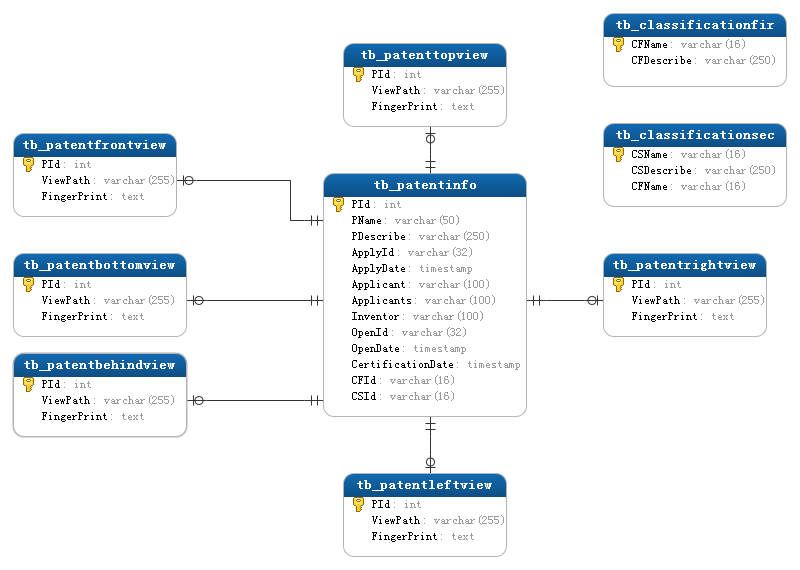 tb_classificationfir
CFName: varchar(16)
CFDescribe: varchar(250)
tb_patenttopview
PId: int
ViewPath: varchar(255)
FingerPrint: text
tb_classificationsec
CSName: varchar(16)
CSDescribe: varchar(250)
CFName: varchar(16)
tb_patentfrontview
PId: int
ViewPath: varchar(255)
FingerPrint: text
tb_patentinfo
PId: int
PName: varchar(50)
PDescribe: varchar(250)
ApplyId: varchar(32)
ApplyDate: timestamp
Applicant: varchar(100)
Applicants: varchar(100)
Inventor: varchar(100)
OpenId: varchar(32)
OpenDate: timestamp
CertificationDate: timestamp
CFId: varchar(16)
CSId: varchar(16)
tb_patentbottomview
PId: int
ViewPath: varchar(255)
FingerPrint: text
tb_patentrightview
PId: int
ViewPath: varchar(255)
FingerPrint: text
tb_patentbehindview
PId: int
ViewPath: varchar(255)
FingerPrint: text
tb_patentleftview
PId: int
ViewPath: varchar(255)
FingerPrint: text